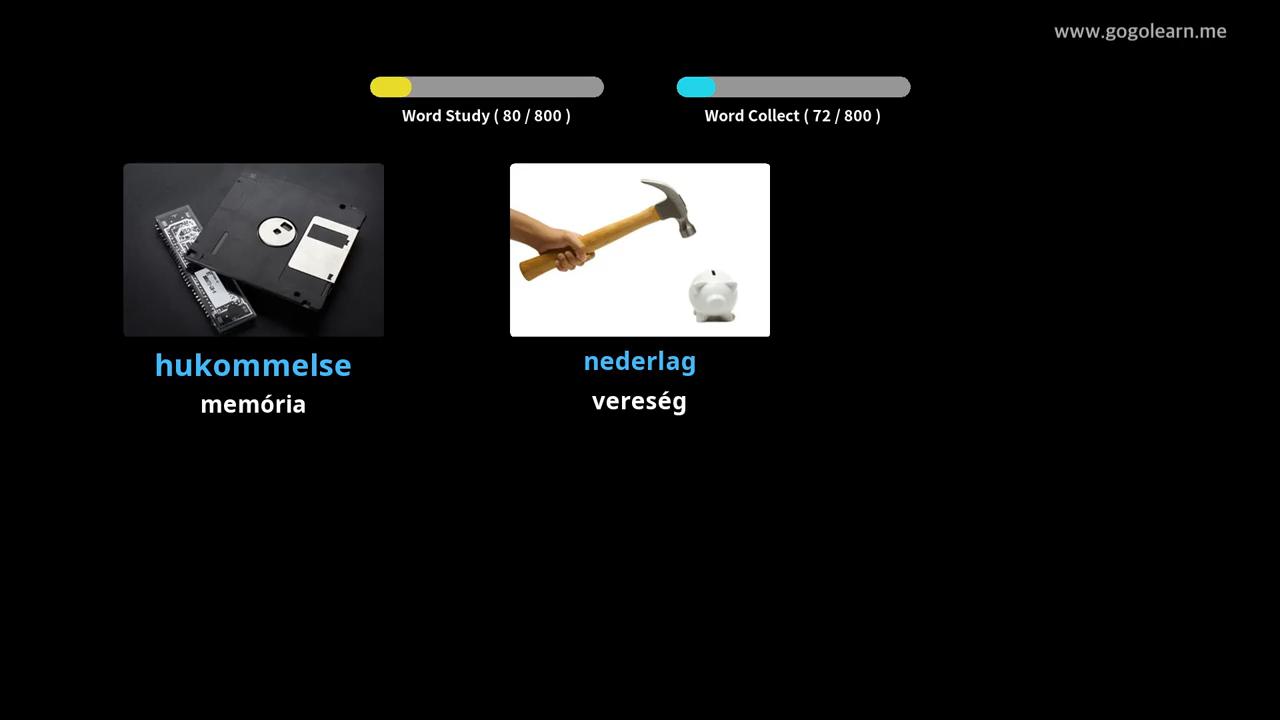 www.gogolearn.me
Word Study ( 80 / 800 )
Word Collect ( 72 / 800 )
hukommelse
memória
nederlag
vereség